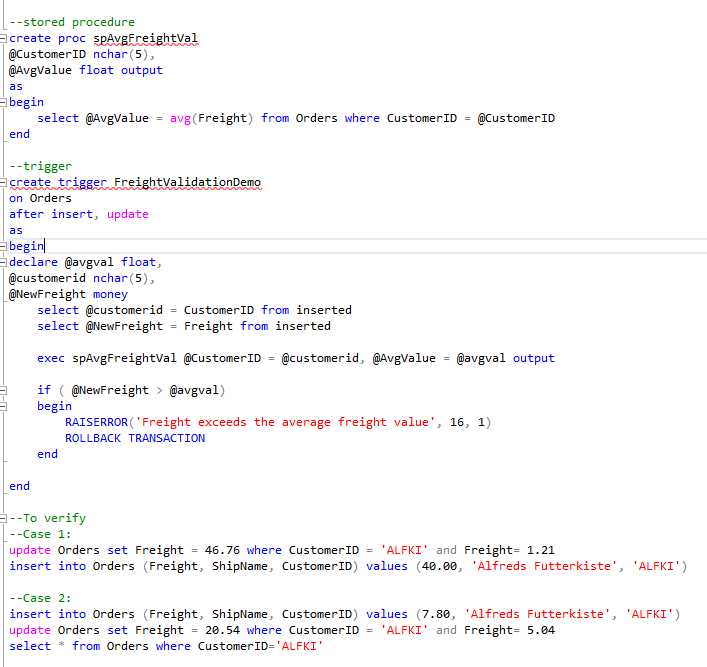 --stored procedure
create proc spAvgFreightVal
@CustomerID nchar(5),
@AvgValue float output
as
begin
    select @AvgValue = avg(Freight) from Orders where CustomerID = @CustomerID
end

--trigger
create trigger FreightValidationDemo
on Orders
after insert, update
as
begin
declare @avgval float,
@customerid nchar(5),
@NewFreight money
    select @customerid = CustomerID from inserted
    select @NewFreight = Freight from inserted

    exec spAvgFreightVal @CustomerID = @customerid, @AvgValue = @avgval output

    if ( @NewFreight > @avgval)
    begin
        RAISERROR('Freight exceeds the average freight value', 16, 1)
        ROLLBACK TRANSACTION
    end

end

--To verify
--Case 1:
update Orders set Freight = 46.76 where CustomerID = 'ALFKI' and Freight= 1.21
insert into Orders (Freight, ShipName, CustomerID) values (40.00, 'Alfreds Futterkiste', 'ALFKI')

--Case 2:
insert into Orders (Freight, ShipName, CustomerID) values (7.80, 'Alfreds Futterkiste', 'ALFKI')
update Orders set Freight = 20.54 where CustomerID = 'ALFKI' and Freight= 5.04
select * from Orders where CustomerID='ALFKI'